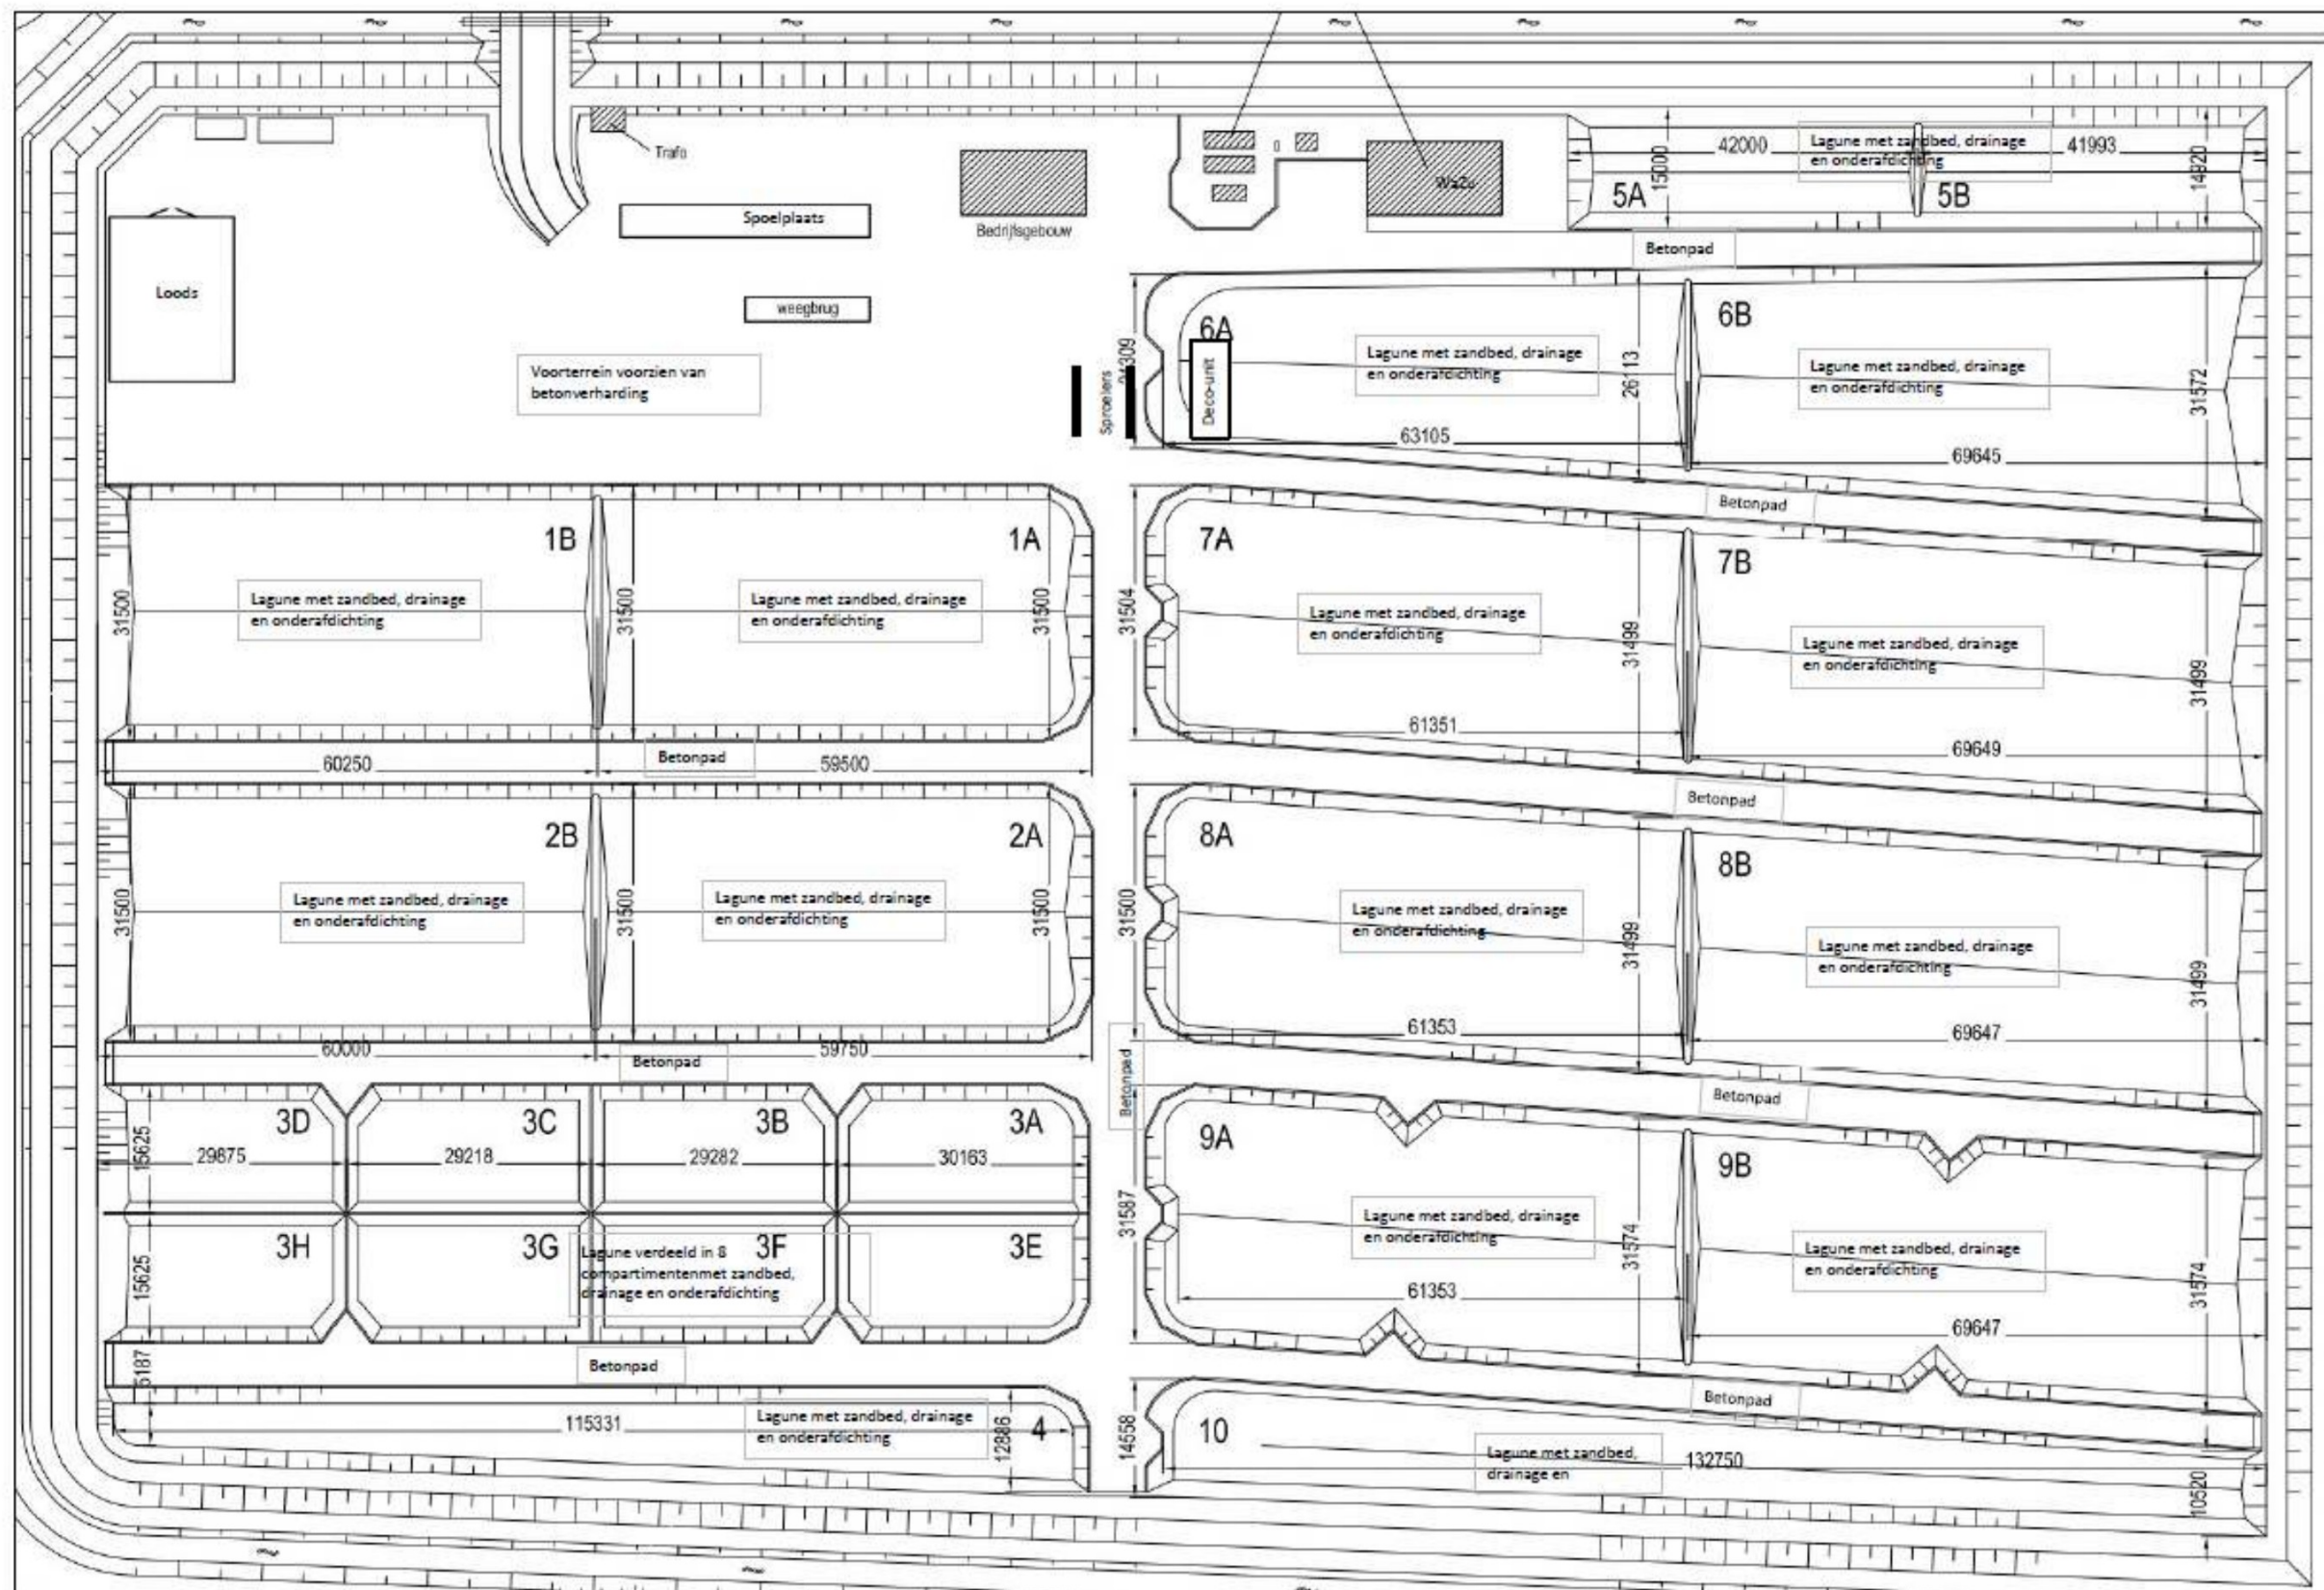 Trafo
Spoelplaats
Bedrijfsgebouw
WaZu
42000
Lagune met zandbed, drainage
en onderafdichting
41993
15000
14920
5A
5B
Betonpad
Loods
weegbrug
Voorterrein voorzien van
betonverharding
Sproeiers
6A
Deco-unit
Lagune met zandbed, drainage
en onderafdichting
26113
63105
6B
Lagune met zandbed, drainage
en onderafdichting
31572
69645
Betonpad
1B
31500
Lagune met zandbed, drainage
en onderafdichting
31500
1A
Lagune met zandbed, drainage
en onderafdichting
31500
60250
Betonpad
59500
7A
31504
Lagune met zandbed, drainage
en onderafdichting
31499
61351
7B
Lagune met zandbed, drainage
en onderafdichting
31499
69649
Betonpad
2B
31500
Lagune met zandbed, drainage
en onderafdichting
31500
2A
Lagune met zandbed, drainage
en onderafdichting
31500
60000
Betonpad
59750
8A
31500
Lagune met zandbed, drainage
en onderafdichting
31499
61353
8B
Lagune met zandbed, drainage
en onderafdichting
31499
69647
Betonpad
Betonpad
3D
3C
3B
3A
15625
29875
29218
29282
30163
3H
3G
3F
3E
15625
Lagune verdeeld in 8
compartimentenmet zandbed,
drainage en onderafdichting
Betonpad
9A
31587
Lagune met zandbed, drainage
en onderafdichting
31574
61353
9B
Lagune met zandbed, drainage
en onderafdichting
31574
69647
Betonpad
5187
115331
Lagune met zandbed, drainage
en onderafdichting
12886
4
14558
10
Lagune met zandbed,
drainage en
132750
10520